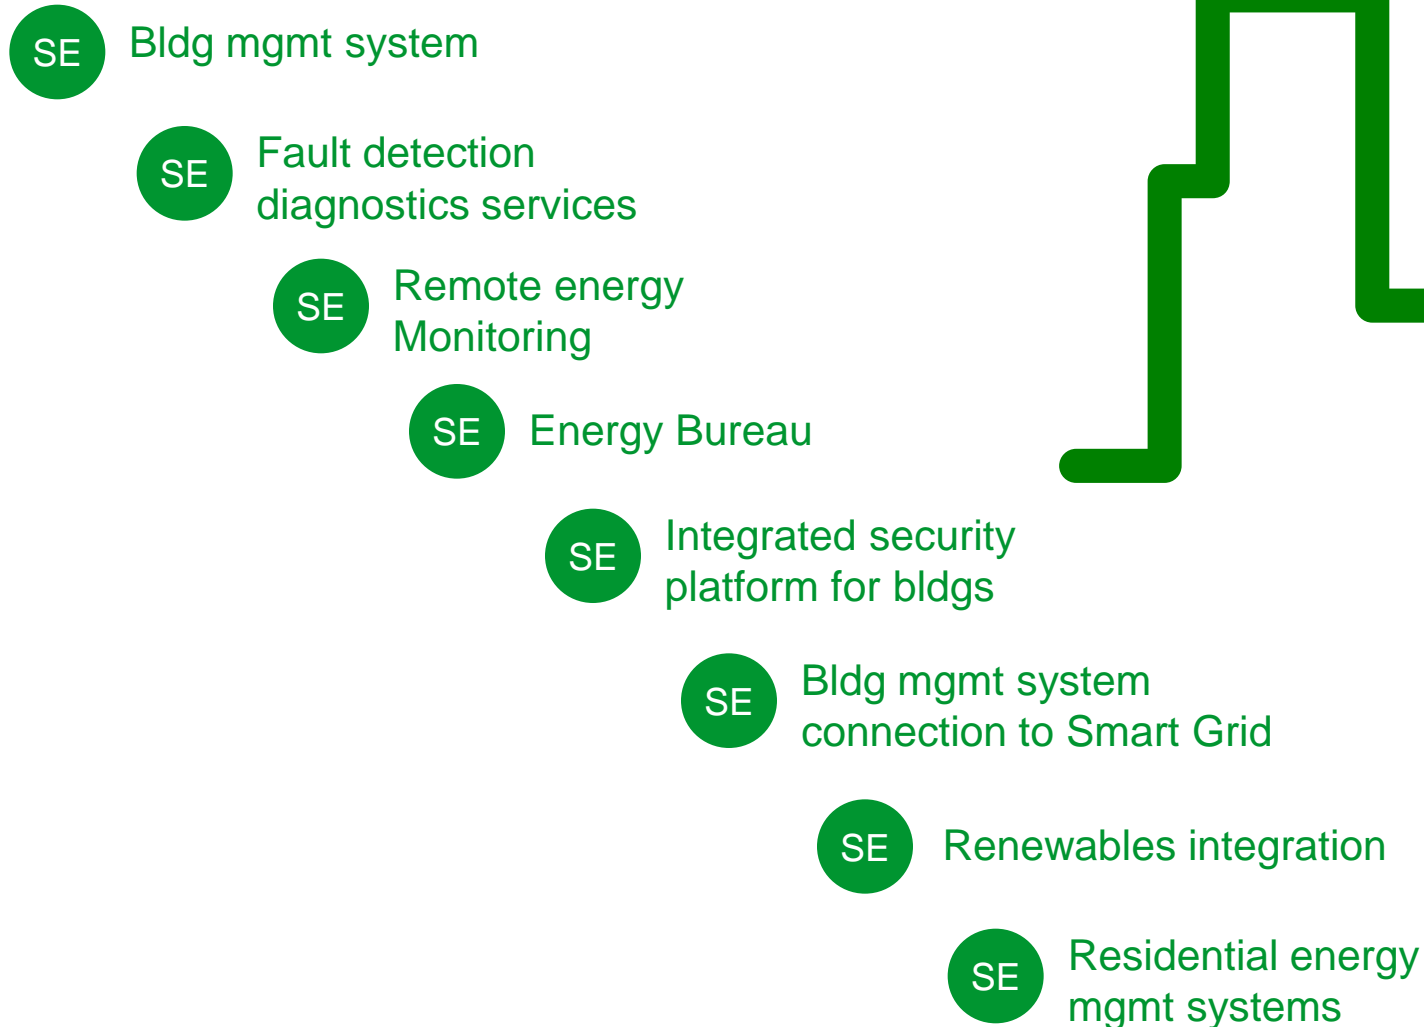 SE Bldg mgmt system
SE Fault detection
diagnostics services
SE Remote energy
Monitoring
SE Energy Bureau
SE Integrated security
platform for bldgs
SE Bldg mgmt system
connection to Smart Grid
SE Renewables integration
SE Residential energy
mgmt systems